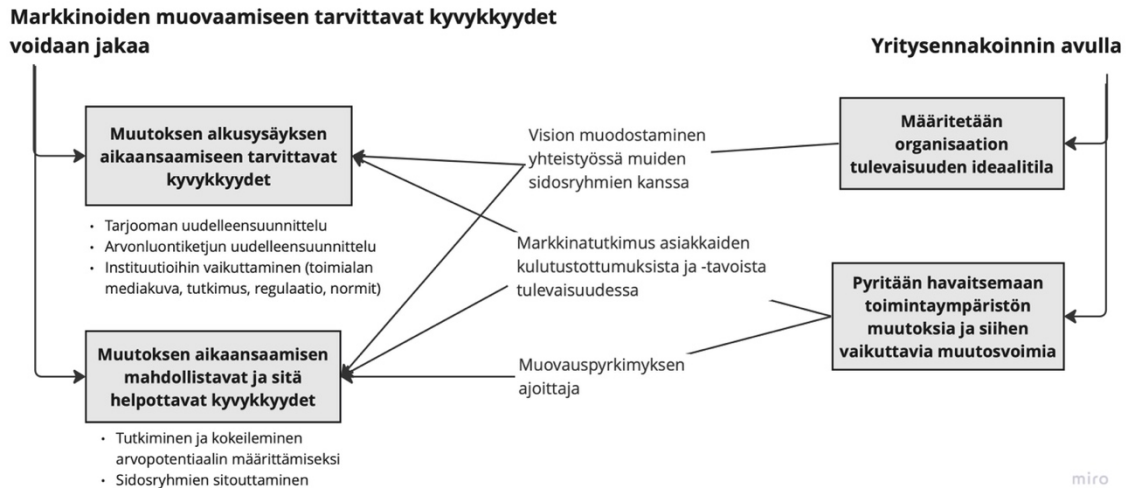 Markkinoiden muovaamiseen tarvittavat kyvykkyydet
voidaan jakaa
Muutoksen alkusysäyksen
aikaansaamiseen tarvittavat
kyvykkyydet
• Tarjooman uudelleensuunnittelu
• Arvonluontiketjun uudelleensuunnittelu
• Instituutioihin vaikuttaminen (toimialan
mediakuva, tutkimus, regulaatio, normit)
Muutoksen aikaansaamisen
mahdollistavat ja sitä
helpottavat kyvykkyydet
• Tutkiminen ja kokeileminen
arvopotentiaalin määrittämiseksi
• Sidosryhmien sitouttaminen
Vision muodostaminen
yhteistyössä muiden
sidosryhmien kanssa
Markkinatutkimus asiakkaiden
kulutustottumuksista ja -tavoista
tulevaisuudessa
Muovauspyrkimyksen
ajoittaja
Yritysennakoinnin avulla
Määritetään
organisaation
tulevaisuuden ideaalitila
Pyritään havaitsemaan
toimintaympäristön
muutoksia ja siihen
vaikuttavia muutosvoimia
miro